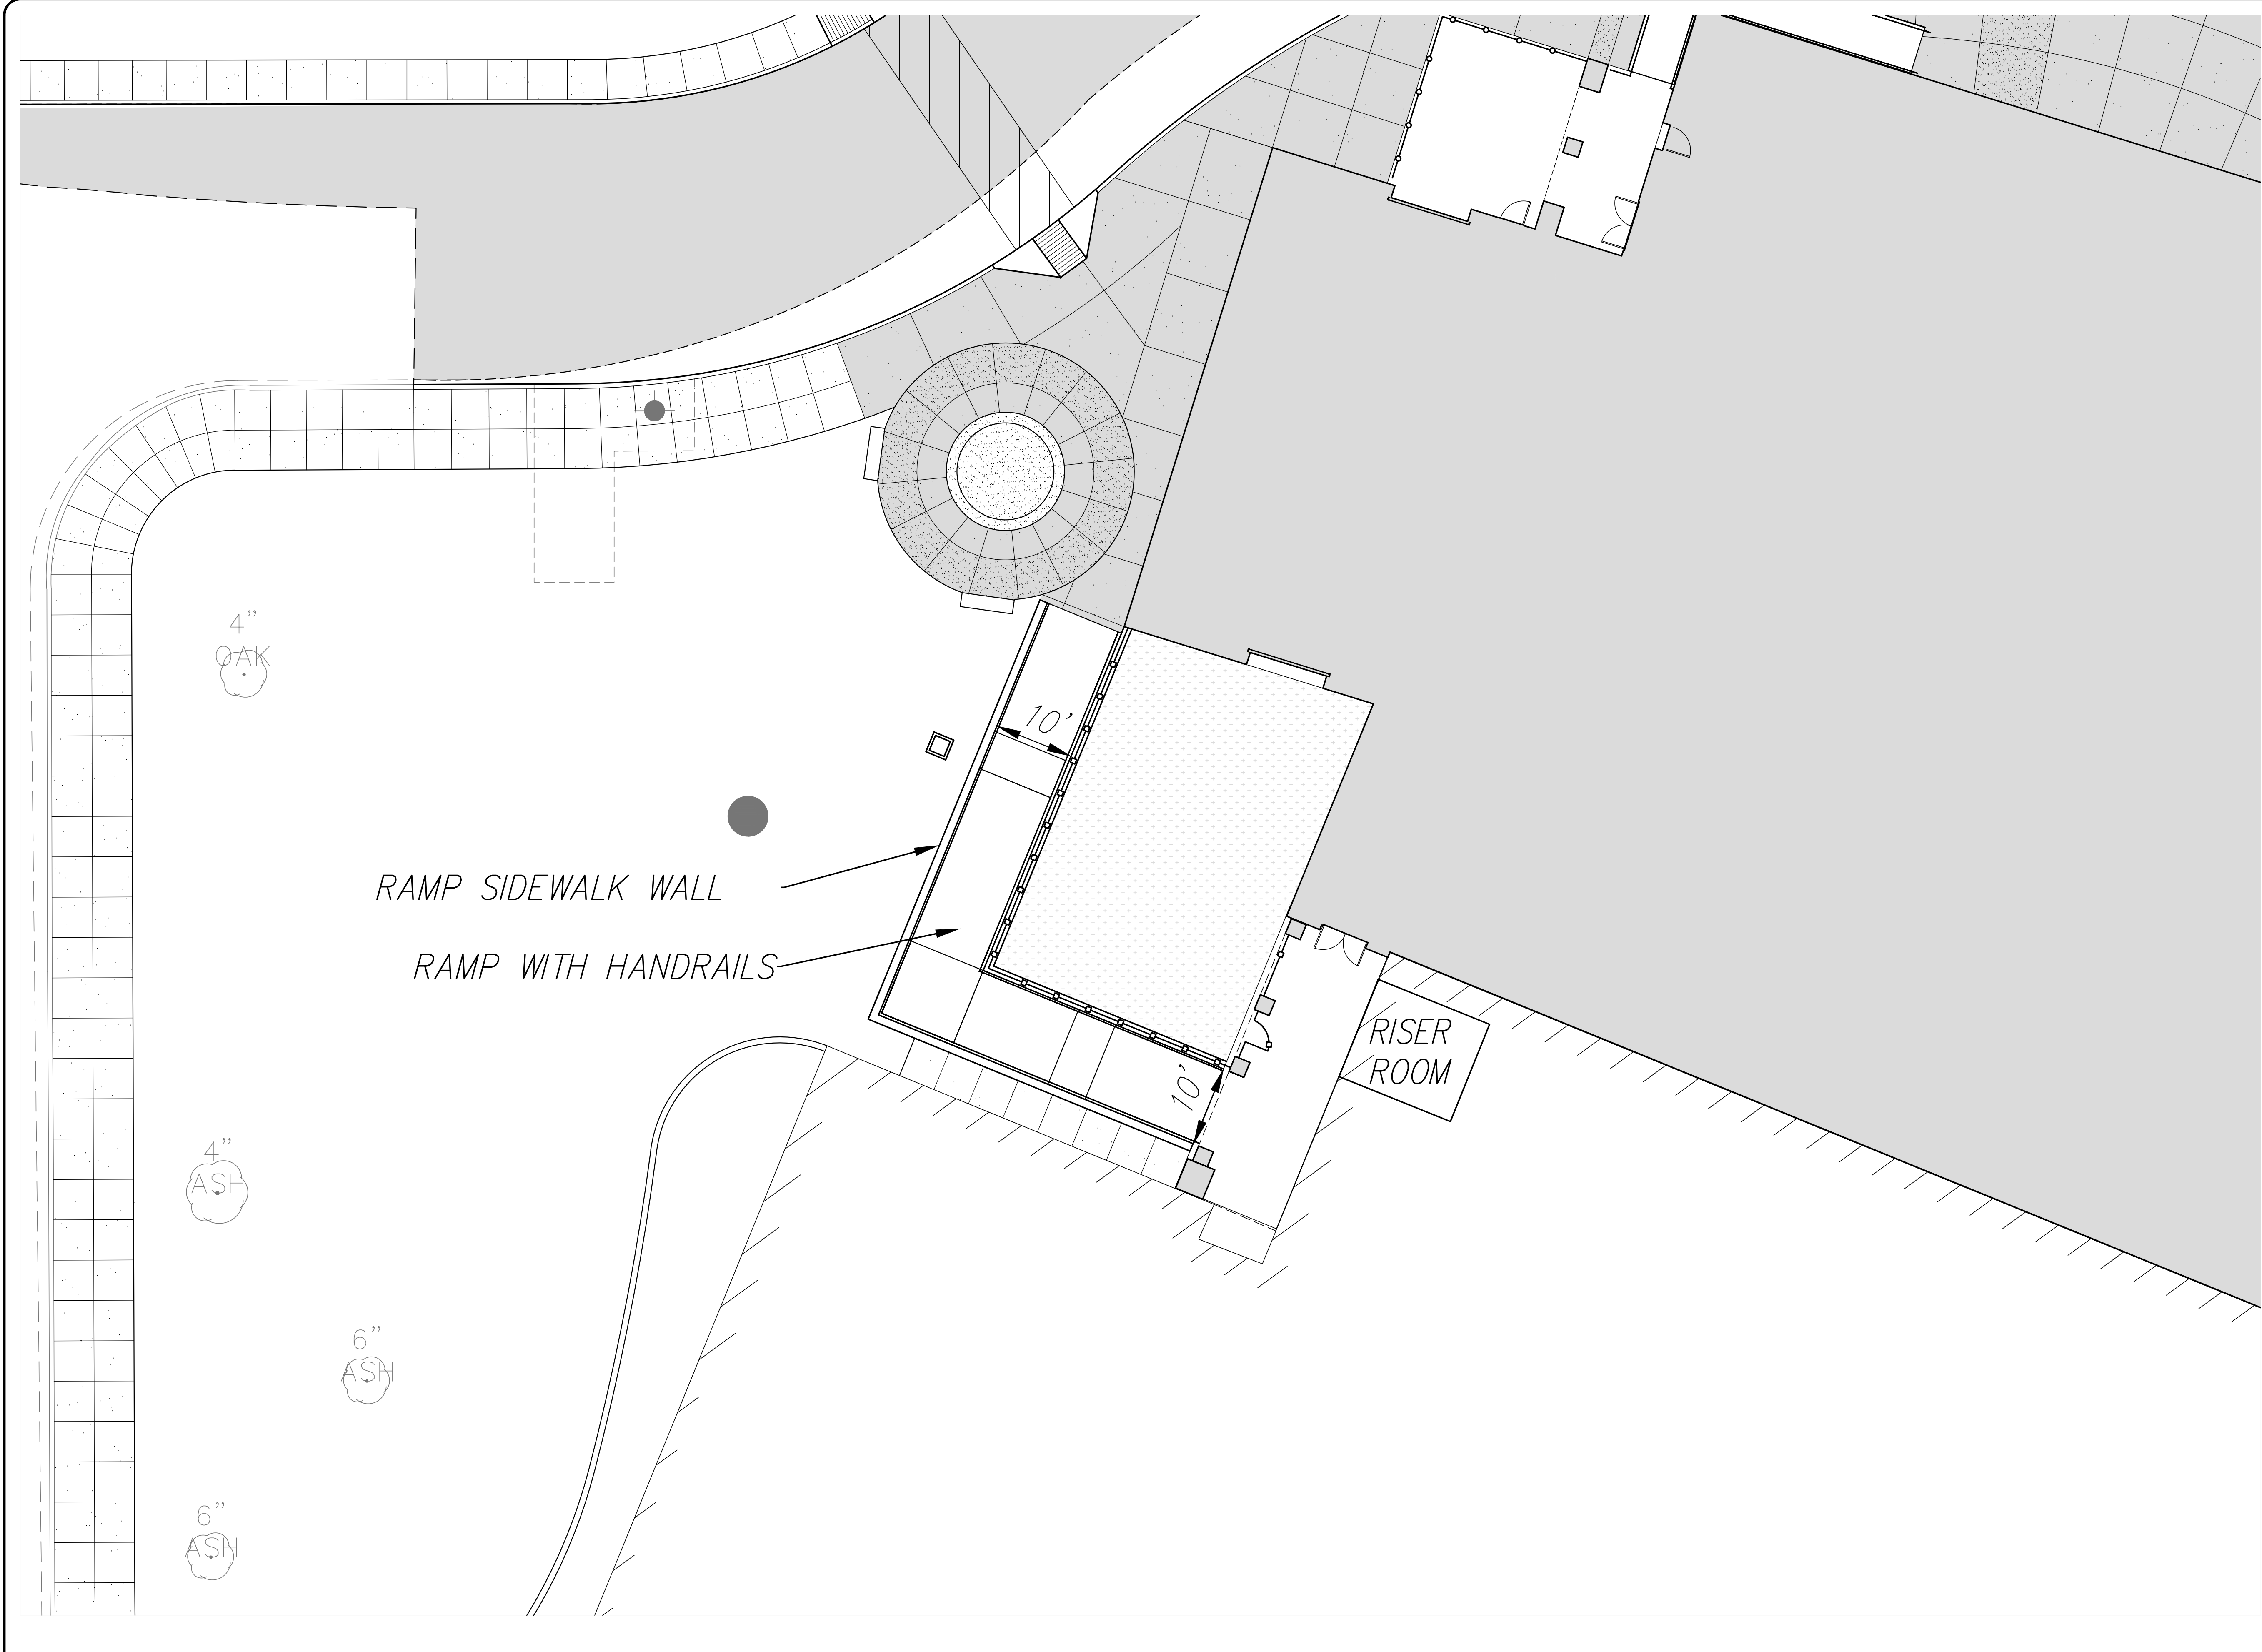 4”
OAK
10’
RAMP SIDEWALK WALL
RAMP WITH HANDRAILS
RISER
ROOM
10’
4”
ASH
6”
ASH
6”
ASH